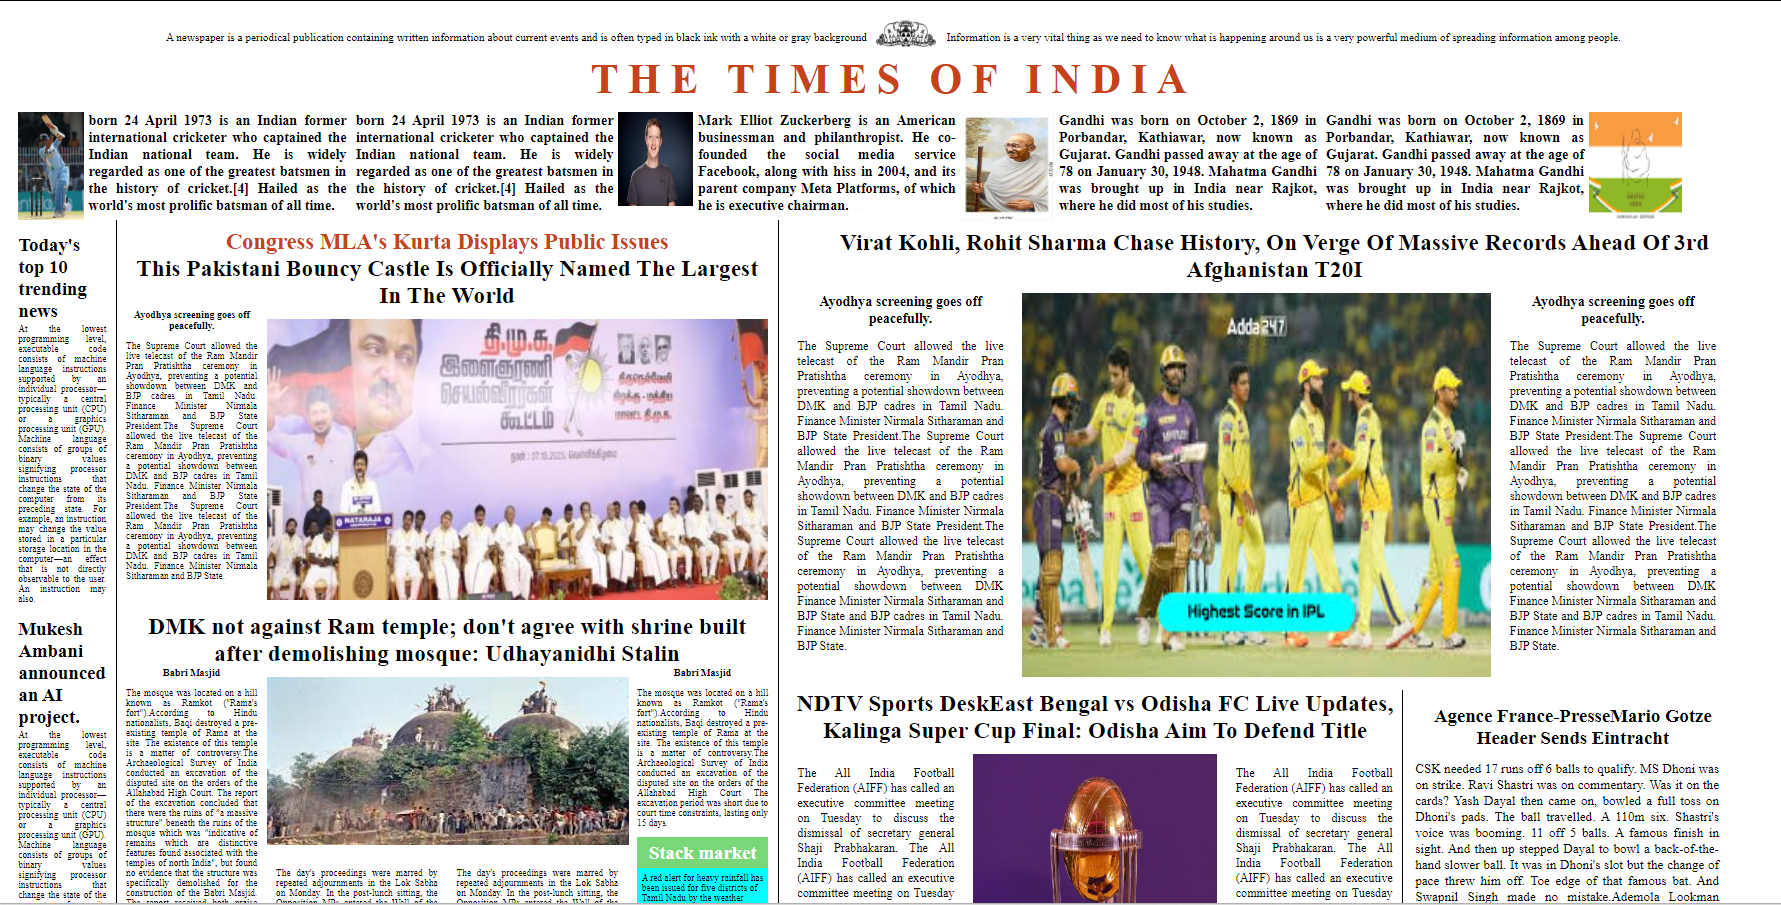 A newspaper is a periodical publication containing written information about current events and is often typed in black ink with a white or gray background
Information is a very vital thing as we need to know what is happening around us is a very powerful medium of spreading information among people.
THE TIMES OF INDIA
born 24 April 1973 is an Indian former
international cricketer who captained the
Indian national team. He is widely
regarded as one of the greatest batsmen in
the history of cricket.[4] Hailed as the
world's most prolific batsman of all time.
born 24 April 1973 is an Indian former
international cricketer who captained the
Indian national team. He is widely
regarded as one of the greatest batsmen in
the history of cricket.[4] Hailed as the
world's most prolific batsman of all time.
Mark Elliot Zuckerberg is an American
businessman and philanthropist. He co-
founded the social media service
Facebook, along with hiss in 2004, and its
parent company Meta Platforms, of which
he is executive chairman.
Gandhi was born on October 2, 1869 in
Porbandar, Kathiawar, now known as
Gujarat. Gandhi passed away at the age of
78 on January 30, 1948. Mahatma Gandhi
was brought up in India near Rajkot,
where he did most of his studies.
Gandhi was born on October 2, 1869 in
Porbandar, Kathiawar, now known as
Gujarat. Gandhi passed away at the age of
78 on January 30, 1948. Mahatma Gandhi
was brought up in India near Rajkot,
where he did most of his studies.
Today's
top 10
trending
news
At the lowest
programming level,
executable code
consists of machine
language instructions
supported by an
individual processor—
typically a central
processing unit (CPU)
or a graphics
processing unit (GPU).
Machine language
consists of groups of
binary values
signifying processor
instructions that
change the state of the
computer from its
preceding state. For
example, an instruction
may change the value
stored in a particular
storage location in the
computer—an effect
that is not directly
observable to the user.
An instruction may
also.
Mukesh
Ambani
announced
an AI
project.
At the lowest
programming level,
executable code
consists of machine
language instructions
supported by an
individual processor—
typically a central
processing unit (CPU)
or a graphics
processing unit (GPU).
Machine language
consists of groups of
binary values
signifying processor
instructions that
change the state of the
Congress MLA's Kurta Displays Public Issues
This Pakistani Bouncy Castle Is Officially Named The Largest
In The World
Ayodhya screening goes off
peacefully.
The Supreme Court allowed the
live telecast of the Ram Mandir
Pran Pratishtha ceremony in
Ayodhya, preventing a potential
showdown between DMK and
BJP cadres in Tamil Nadu.
Finance Minister Nirmala
Sitharaman and BJP State
President.The Supreme Court
allowed the live telecast of the
Ram Mandir Pran Pratishtha
ceremony in Ayodhya, preventing
a potential showdown between
DMK and BJP cadres in Tamil
Nadu. Finance Minister Nirmala
Sitharaman and BJP State
President.The Supreme Court
allowed the live telecast of the
Ram Mandir Pran Pratishtha
ceremony in Ayodhya, preventing
a potential showdown between
DMK and BJP cadres in Tamil
Nadu. Finance Minister Nirmala
Sitharaman and BJP State.
தி.மு.க.
இளைஞரணி
செயல்வீரர்கள்
கூட்டம்
நாள் : 27.10.2023,
NATARAJA
DMK not against Ram temple; don't agree with shrine built
after demolishing mosque: Udhayanidhi Stalin
Babri Masjid
The mosque was located on a hill
known as Ramkot ("Rama's
fort").According to Hindu
nationalists, Baqi destroyed a pre-
existing temple of Rama at the
site. The existence of this temple
is a matter of controversy.The
Archaeological Survey of India
conducted an excavation of the
disputed site on the orders of the
Allahabad High Court. The report
of the excavation concluded that
there were the ruins of "a massive
structure" beneath the ruins of the
mosque which was "indicative of
remains which are distinctive
features found associated with the
temples of north India", but found
no evidence that the structure was
specifically demolished for the
construction of the Babri Masjid.
The report received both praise
The day's proceedings were marred by
repeated adjournments in the Lok Sabha
on Monday. In the post-lunch sitting, the
Opposition MPs entered the Well of the
The day's proceedings were marred by
repeated adjournments in the Lok Sabha
on Monday. In the post-lunch sitting, the
Opposition MPs entered the Well of the
Babri Masjid
The mosque was located on a hill
known as Ramkot ("Rama's
fort").According to Hindu
nationalists, Baqi destroyed a pre-
existing temple of Rama at the
site. The existence of this temple
is a matter of controversy.The
Archaeological Survey of India
conducted an excavation of the
disputed site on the orders of the
Allahabad High Court The
excavation period was short due to
court time constraints, lasting only
15 days.
Stack market
A red alert for heavy rainfall has
been issued for five districts of
Tamil Nadu by the weather
Virat Kohli, Rohit Sharma Chase History, On Verge Of Massive Records Ahead Of 3rd
Afghanistan T20I
Ayodhya screening goes off
peacefully.
The Supreme Court allowed the live
telecast of the Ram Mandir Pran
Pratishtha ceremony in Ayodhya,
preventing a potential showdown between
DMK and BJP cadres in Tamil Nadu.
Finance Minister Nirmala Sitharaman and
BJP State President.The Supreme Court
allowed the live telecast of the Ram
Mandir Pran Pratishtha ceremony in
Ayodhya, preventing a potential
showdown between DMK and BJP cadres
in Tamil Nadu. Finance Minister Nirmala
Sitharaman and BJP State President.The
Supreme Court allowed the live telecast
of the Ram Mandir Pran Pratishtha
ceremony in Ayodhya, preventing a
potential showdown between DMK
Finance Minister Nirmala Sitharaman and
BJP State and BJP cadres in Tamil Nadu.
Finance Minister Nirmala Sitharaman and
BJP State.
Adda247
Highest Score in IPL
Ayodhya screening goes off
peacefully.
The Supreme Court allowed the live
telecast of the Ram Mandir Pran
Pratishtha ceremony in Ayodhya,
preventing a potential showdown between
DMK and BJP cadres in Tamil Nadu.
Finance Minister Nirmala Sitharaman and
BJP State President.The Supreme Court
allowed the live telecast of the Ram
Mandir Pran Pratishtha ceremony in
Ayodhya, preventing a potential
showdown between DMK and BJP cadres
in Tamil Nadu. Finance Minister Nirmala
Sitharaman and BJP State President.The
Supreme Court allowed the live telecast
of the Ram Mandir Pran Pratishtha
ceremony in Ayodhya, preventing a
potential showdown between DMK
Finance Minister Nirmala Sitharaman and
BJP State and BJP cadres in Tamil Nadu.
Finance Minister Nirmala Sitharaman and
BJP State.
NDTV Sports DeskEast Bengal vs Odisha FC Live Updates,
Kalinga Super Cup Final: Odisha Aim To Defend Title
The All India Football
Federation (AIFF) has called an
executive committee meeting
on Tuesday to discuss the
dismissal of secretary general
Shaji Prabhakaran. The All
India Football Federation
(AIFF) has called an executive
committee meeting on Tuesday
The All India Football
Federation (AIFF) has called an
executive committee meeting
on Tuesday to discuss the
dismissal of secretary general
Shaji Prabhakaran. The All
India Football Federation
(AIFF) has called an executive
committee meeting on Tuesday
Agence France-PresseMario Gotze
Header Sends Eintracht
CSK needed 17 runs off 6 balls to qualify. MS Dhoni was
on strike. Ravi Shastri was on commentary. Was it on the
cards? Yash Dayal then came on, bowled a full toss on
Dhoni's pads. The ball travelled. A 110m six. Shastri's
voice was booming. 11 off 5 balls. A famous finish in
sight. And then up stepped Dayal to bowl a back-of-the-
hand slower ball. It was in Dhoni's slot but the change of
pace threw him off. Toe edge of that famous bat. And
Swapnil Singh made no mistake.Ademola Lookman